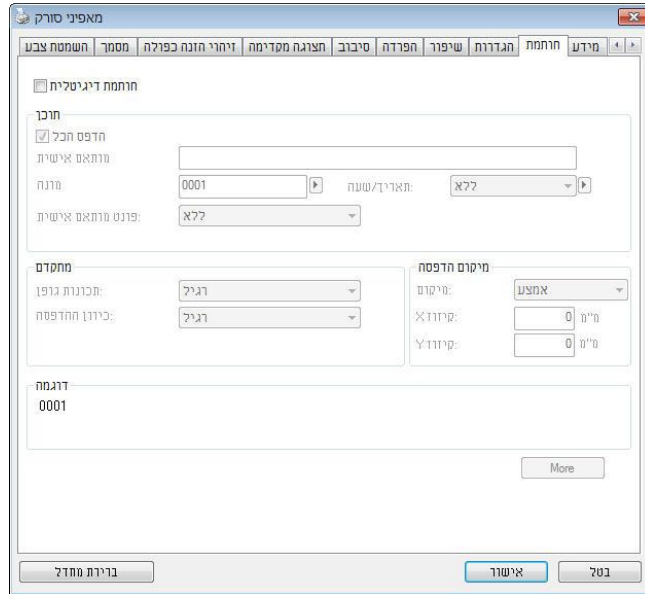 מאפיני סורק
השמטת צבע מסמך זיהוי הזנה כפולה תצוגה מקדימה סיבוב הפרדה שיפור הגדרות חותמת מידע
חותמת דיגיטלית
תוכן
הדפס הכל
מותאם אישית
מונה 0001 תאריך/שעה: ללא
פונט מותאם אישית: ללא
מתקדם
תכונות גופן: רגיל
כיוון ההדפסה: רגיל
מיקום הדפסה
מיקום: אמצע
קיזוז X: 0 מ"מ
קיזוז Y: 0 מ"מ
דוגמה
0001
More
ברירת מחדל אישור בטל